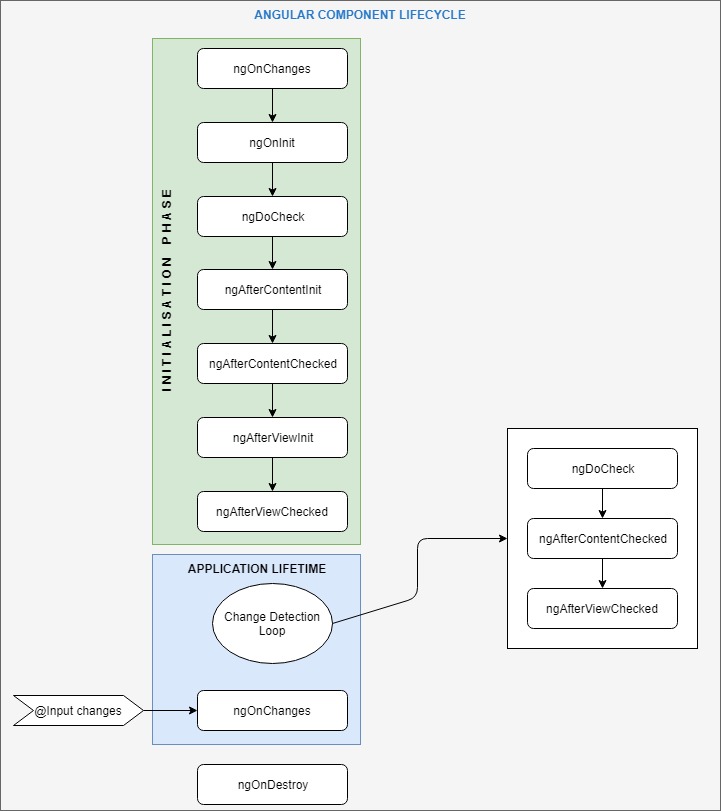 ANGULAR COMPONENT LIFECYCLE
INITIALISATION PHASE
ngOnChanges
ngOnInit
ngDoCheck
ngAfterContentInit
ngAfterContentChecked
ngAfterViewInit
ngAfterViewChecked
APPLICATION LIFETIME
Change Detection
Loop
ngDoCheck
ngAfterContentChecked
ngAfterViewChecked
@Input changes
ngOnChanges
ngOnDestroy